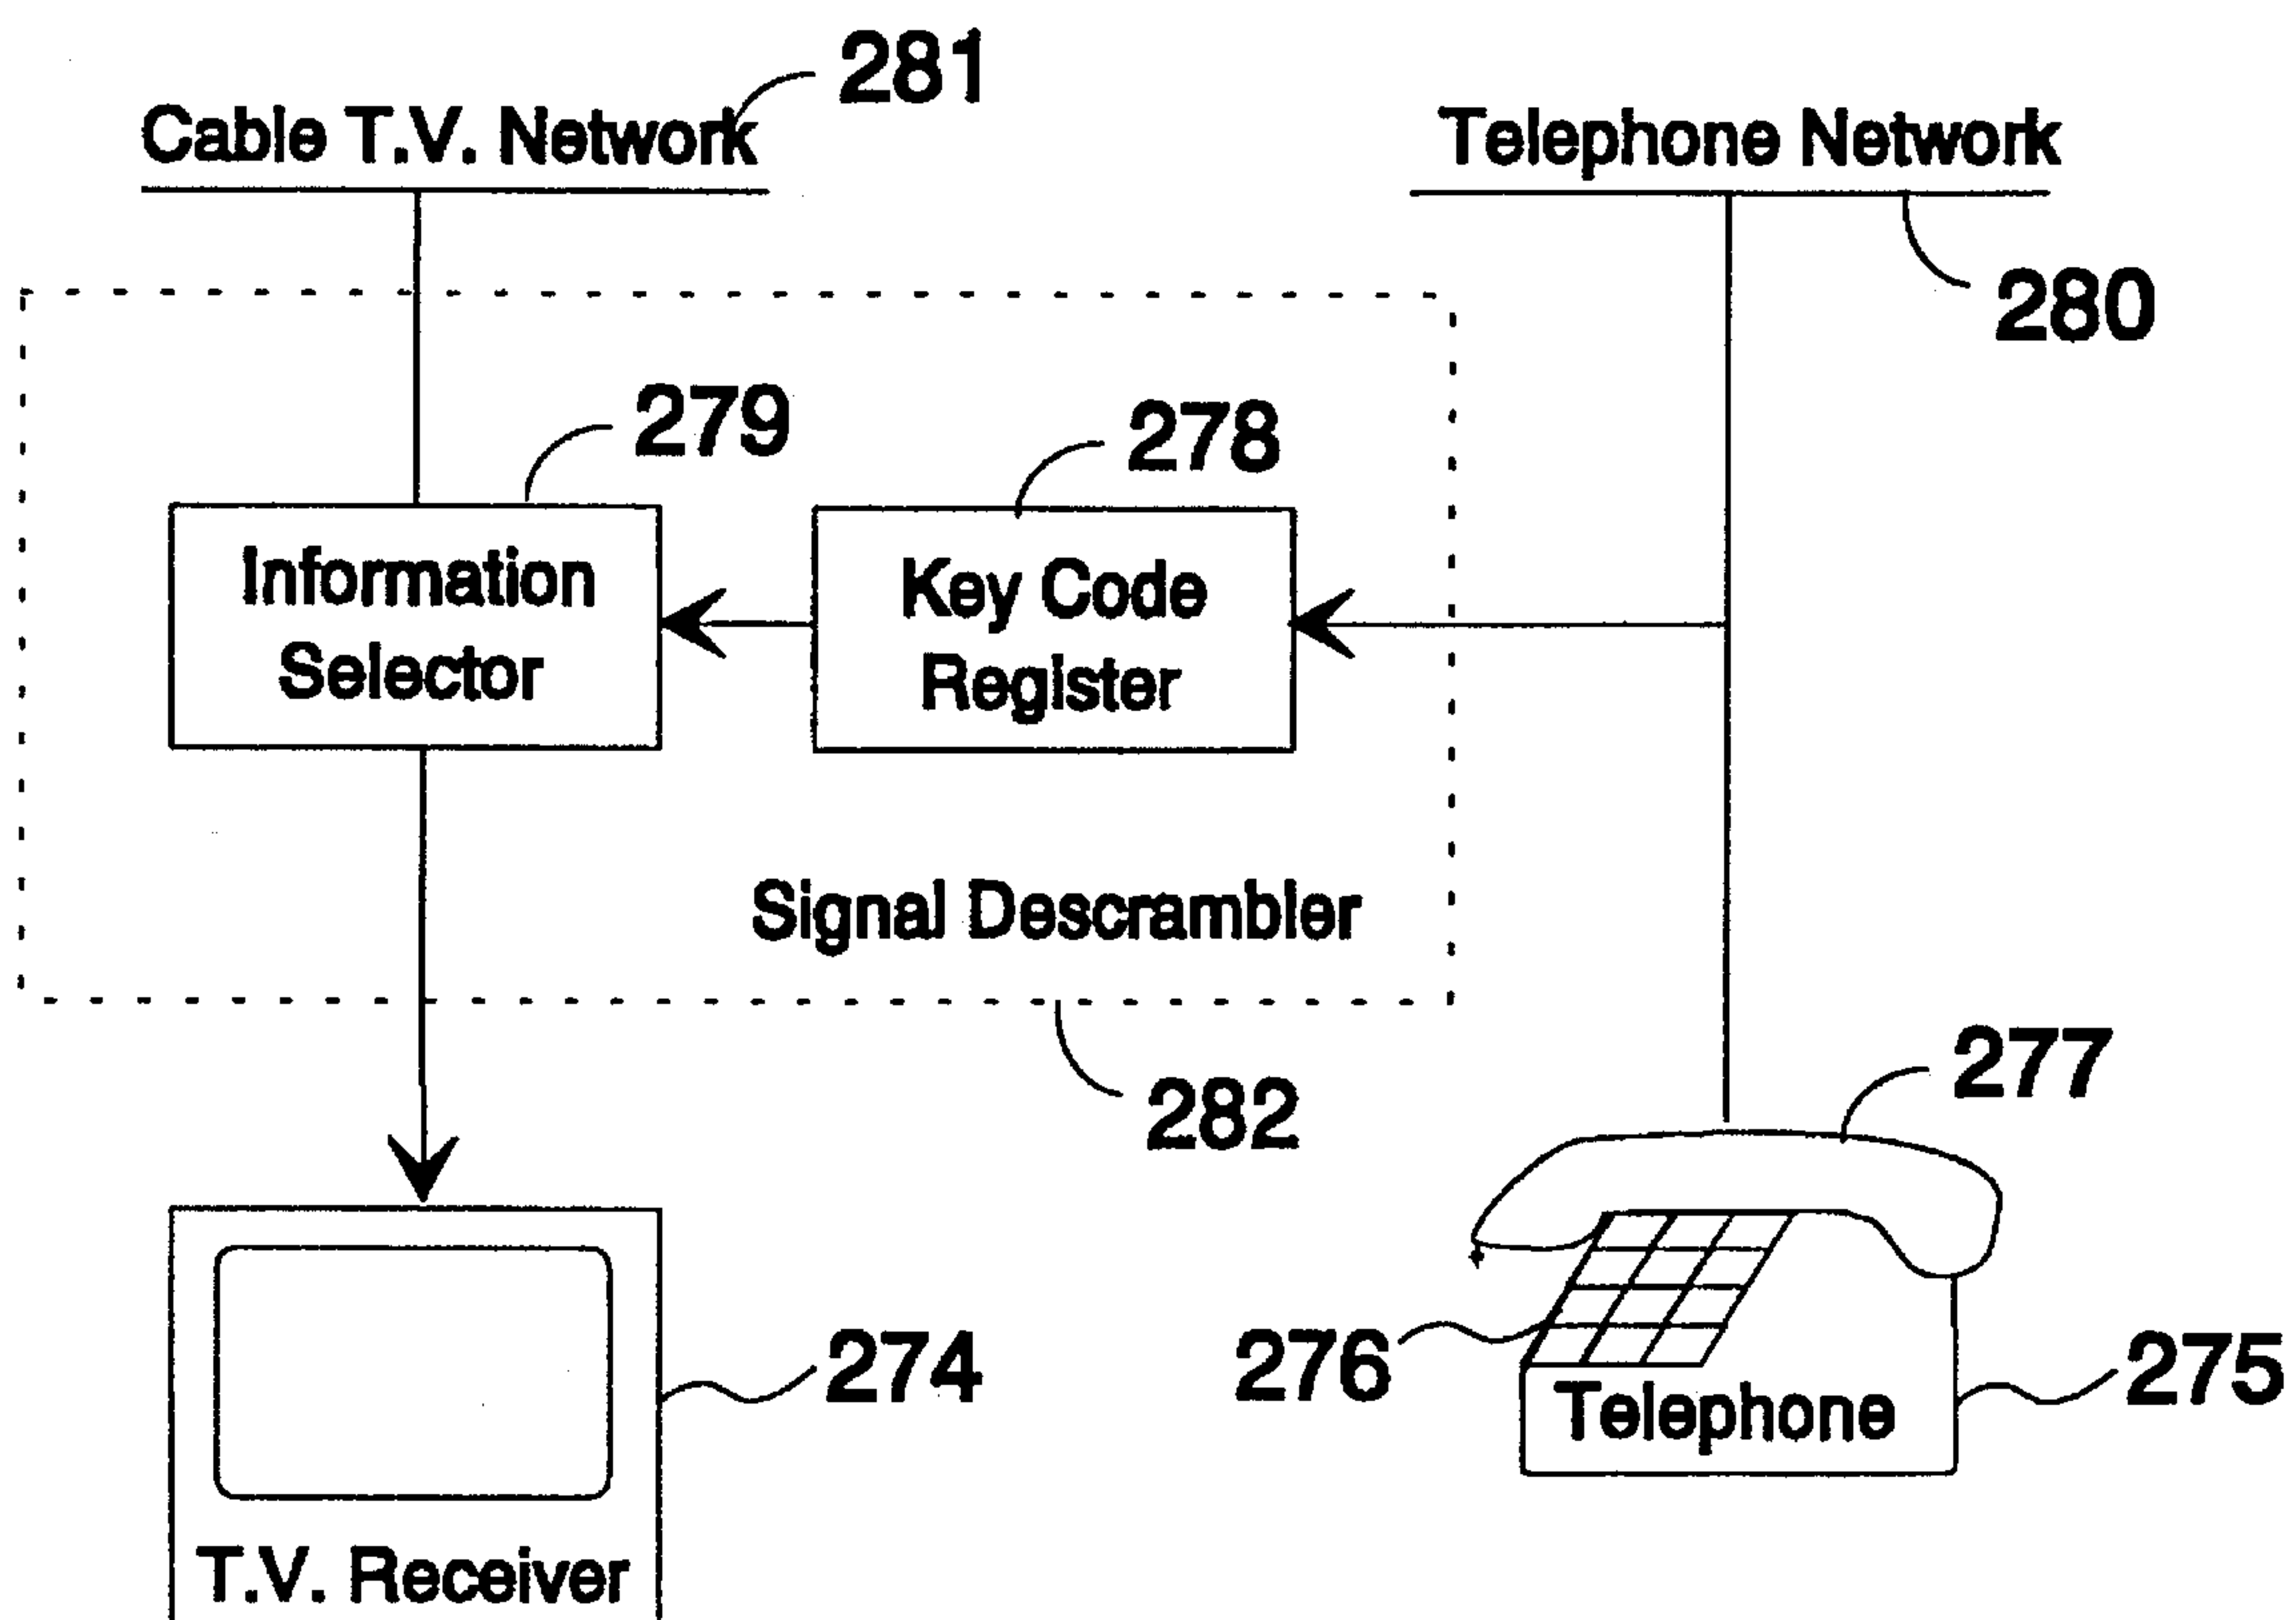 281
Cable T.V. Network
Telephone Network
280
279
278
Information
Selector
Key Code
Register
Signal Descrambler
282
277
276
274
Telephone
275
T.V. Receiver